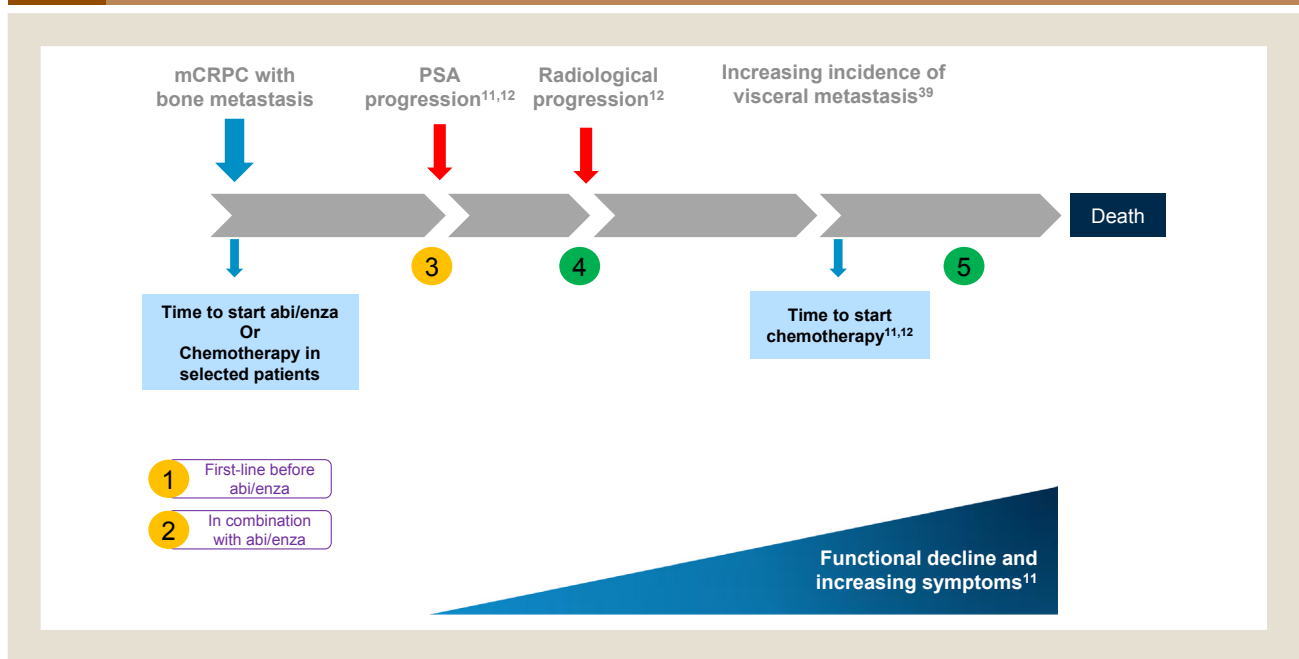 mCRPC with
bone metastasis
PSA
progression11,12
Radiological
progression12
Increasing incidence of
visceral metastasis39
Death
3
4
5
Time to start abi/enza
Or
Chemotherapy in
selected patients
Time to start
chemotherapy11,12
1
First-line before
abi/enza
2
In combination
with abi/enza
Functional decline and
increasing symptoms11